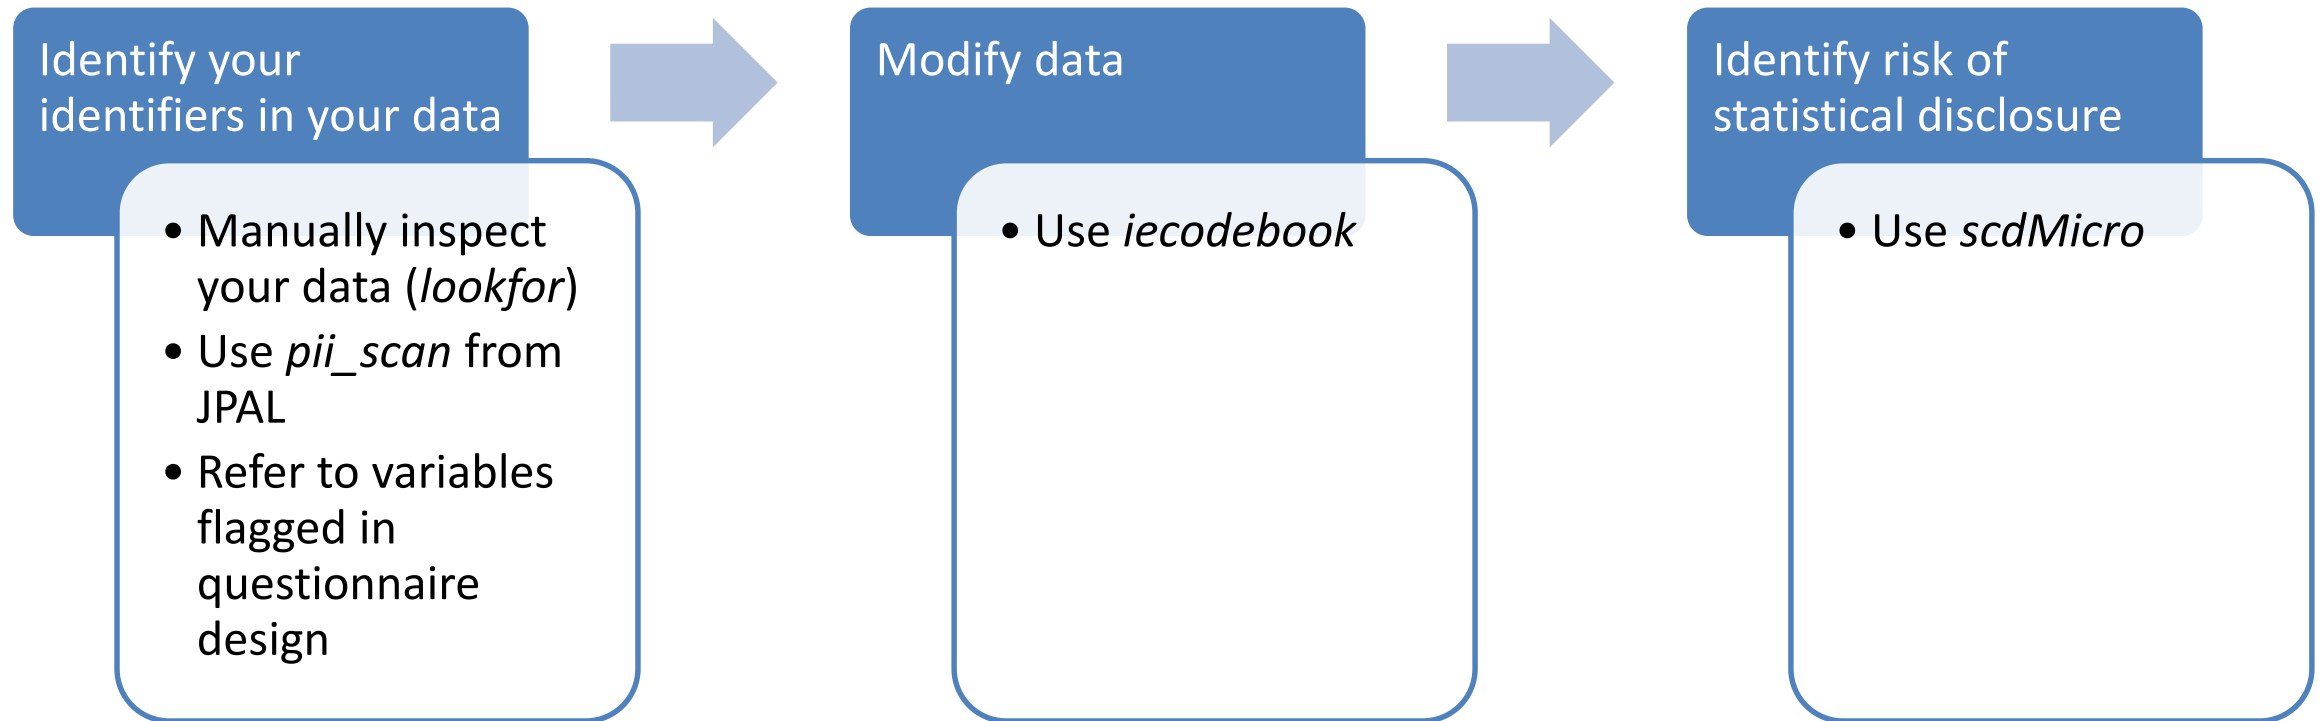 Identify your
identifiers in your data
• Manually inspect
your data (lookfor)
• Use pii_scan from
JPAL
• Refer to variables
flagged in
questionnaire
design
Modify data
• Use iecodebook
Identify risk of
statistical disclosure
• Use scdMicro